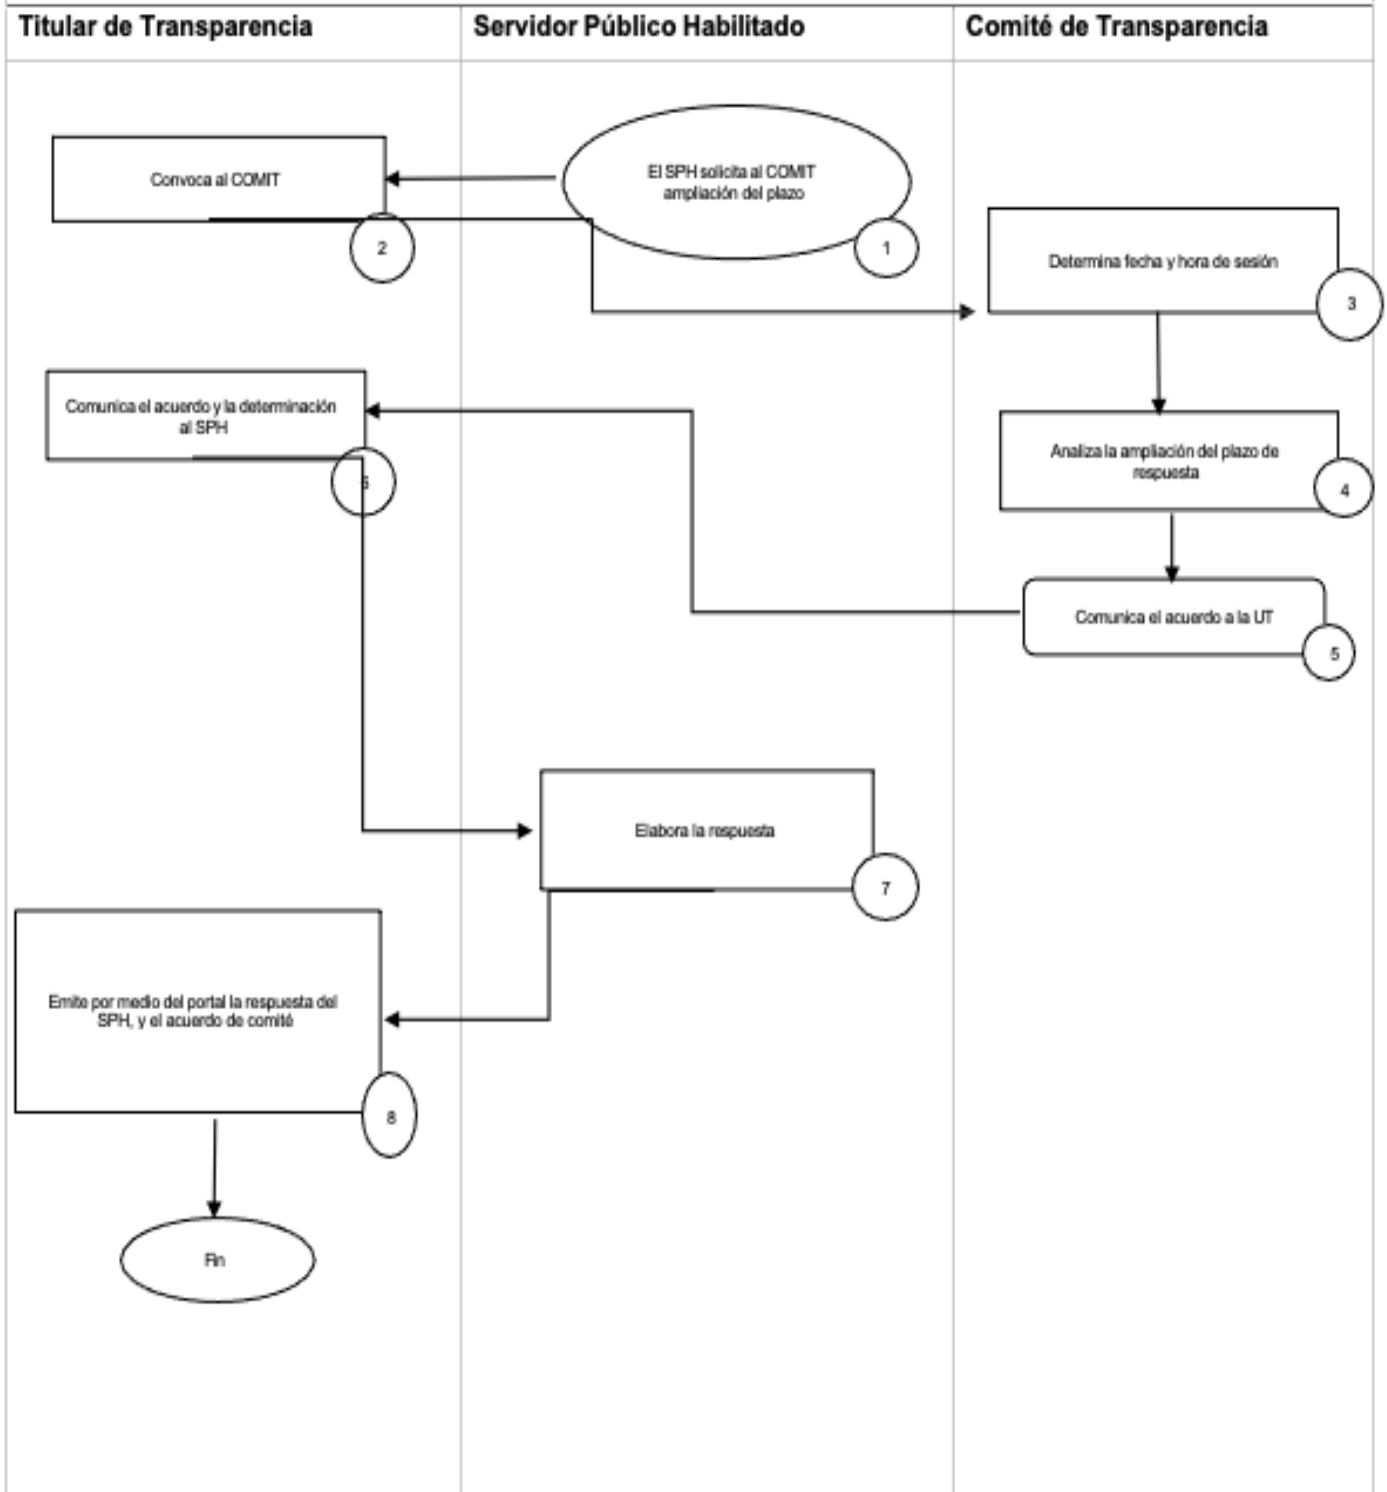 Titular de Transparencia
Servidor Público Habilitado
Comité de Transparencia
El SPH solicita al COMIT
ampliación del plazo
1
Convoca al COMIT
2
Determina fecha y hora de sesión
3
Analiza la ampliación del plazo de
respuesta
4
Comunica el acuerdo a la UT
5
Comunica el acuerdo y la determinación
al SPH
6
Elabora la respuesta
7
Emite por medio del portal la respuesta del
SPH, y el acuerdo de comité
8
Fin